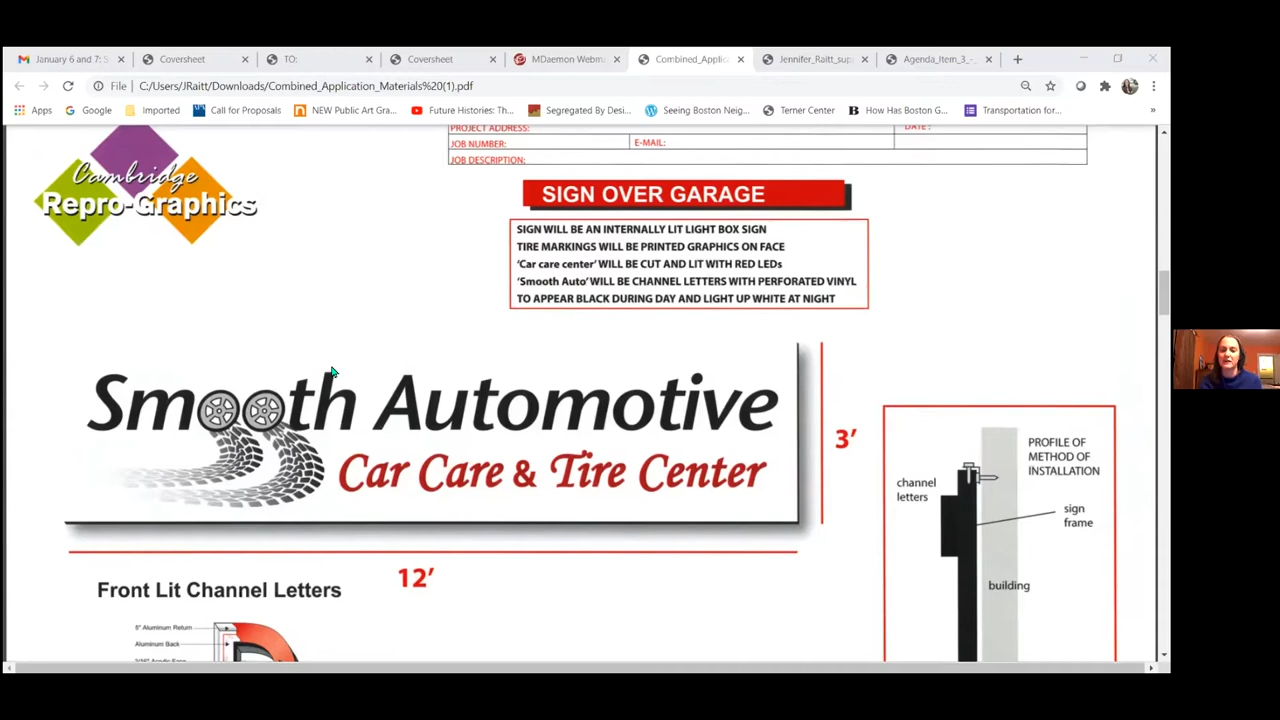 January 6 and 7: S
Coversheet
TO:
Coversheet
MDaemon Webm
Combined_Applic
Jennifer_Raitt_sup
Agenda_Item_3_-_
File
C:/Users/JRaitt/Downloads/Combined_Application_Materials%20(1).pdf
Apps
Google
Imported
Call for Proposals
NEW Public Art Gra...
Future Histories: Th...
Segregated By Desi...
Seeing Boston Neig...
Terner Center
How Has Boston G...
Transportation for...
PROJECT ADDRESS:
DATE:
JOB NUMBER:
E-MAIL:
JOB DESCRIPTION:
Cambridge
Repro-Graphics
SIGN OVER GARAGE
SIGN WILL BE AN INTERNALLY LIT LIGHT BOX SIGN
TIRE MARKINGS WILL BE PRINTED GRAPHICS ON FACE
'Car care center' WILL BE CUT AND LIT WITH RED LEDs
'Smooth Auto' WILL BE CHANNEL LETTERS WITH PERFORATED VINYL
TO APPEAR BLACK DURING DAY AND LIGHT UP WHITE AT NIGHT
Smooth Automotive
Car Care & Tire Center
3'
12'
PROFILE OF
METHOD OF
INSTALLATION
channel
letters
sign
frame
building
Front Lit Channel Letters
5" Aluminum Return
Aluminum Back